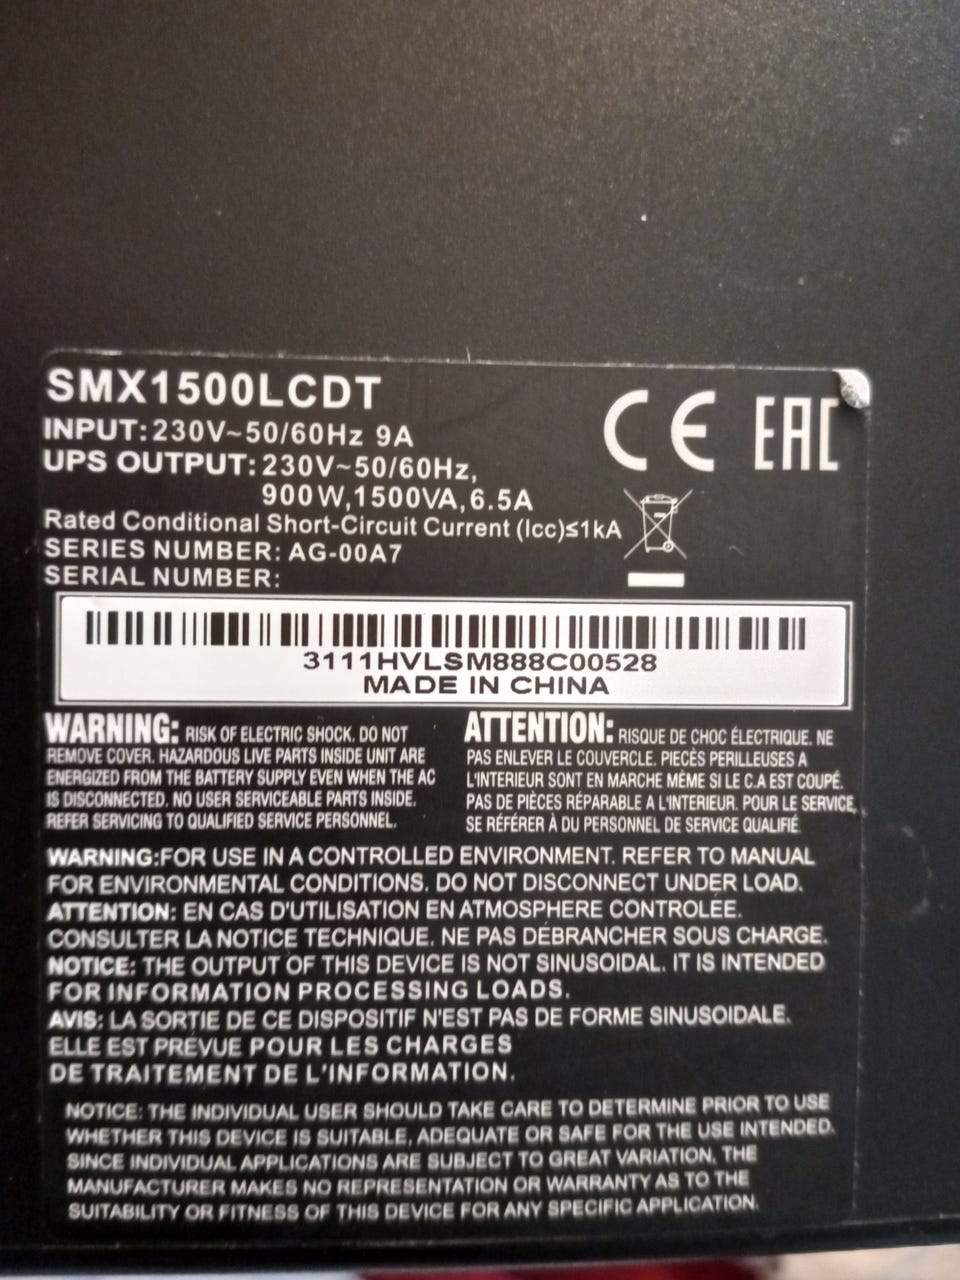 SMX1500LCDT
INPUT: 230V~50/60Hz 9A
UPS OUTPUT: 230V~50/60Hz,
900W, 1500VA, 6.5A
Rated Conditional Short-Circuit Current (Icc)≤1kA
SERIES NUMBER: AG-00A7
SERIAL NUMBER:
CE EAC
3111HVLSM888C00528
MADE IN CHINA
WARNING: RISK OF ELECTRIC SHOCK. DO NOT
REMOVE COVER. HAZARDOUS LIVE PARTS INSIDE UNIT ARE
ENERGIZED FROM THE BATTERY SUPPLY EVEN WHEN THE AC
IS DISCONNECTED. NO USER SERVICEABLE PARTS INSIDE.
REFER SERVICING TO QUALIFIED SERVICE PERSONNEL.
ATTENTION: RISQUE DE CHOC ÉLECTRIQUE. NE
PAS ENLEVER LE COUVERCLE. PIECÈS PERILLEUSES A
L'INTERIEUR SONT EN MARCHE MÊME SI LE C.A EST COUPÉ.
PAS DE PIÈCES RÉPARABLE A L'INTERIEUR. POUR LE SERVICE,
SE RÉFÉRER À DU PERSONNEL DE SERVICE QUALIFIÉ
WARNING:FOR USE IN A CONTROLLED ENVIRONMENT. REFER TO MANUAL
FOR ENVIRONMENTAL CONDITIONS. DO NOT DISCONNECT UNDER LOAD.
ATTENTION: EN CAS D'UTILISATION EN ATMOSPHERE CONTROLÉE.
CONSULTER LA NOTICE TECHNIQUE. NE PAS DÉBRANCHER SOUS CHARGE.
NOTICE: THE OUTPUT OF THIS DEVICE IS NOT SINUSOIDAL. IT IS INTENDED
FOR INFORMATION PROCESSING LOADS.
AVIS: LA SORTIE DE CE DISPOSITIF N'EST PAS DE FORME SINUSOIDALE.
ELLE EST PRÉVUE POUR LES CHARGES
DE TRAITEMENT DE L'INFORMATION.
NOTICE: THE INDIVIDUAL USER SHOULD TAKE CARE TO DETERMINE PRIOR TO USE
WHETHER THIS DEVICE IS SUITABLE, ADEQUATE OR SAFE FOR THE USE INTENDED.
SINCE INDIVIDUAL APPLICATIONS ARE SUBJECT TO GREAT VARIATION, THE
MANUFACTURER MAKES NO REPRESENTATION OR WARRANTY AS TO THE
SUITABILITY OR FITNESS OF THIS DEVICE FOR ANY SPECIFIC APPLICATION.